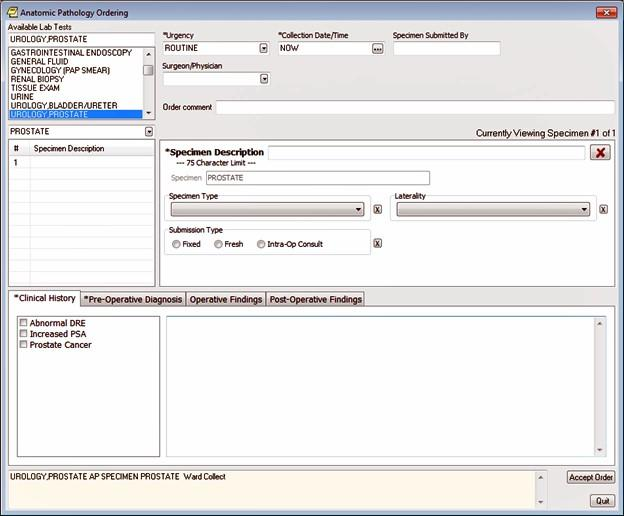 Anatomic Pathology Ordering
Available Lab Tests
UROLOGY,PROSTATE
GASTROINTESTINAL ENDOSCOPY
GENERAL FLUID
GYNECOLOGY (PAP SMEAR)
RENAL BIOPSY
TISSUE EXAM
URINE
UROLOGY,BLADDER/URETER
UROLOGY,PROSTATE
*Urgency
ROUTINE
*Collection Date/Time
NOW
Specimen Submitted By
Surgeon/Physician
Order comment
PROSTATE
Currently Viewing Specimen #1 of 1
# Specimen Description
1
*Specimen Description
--- 75 Character Limit ---
Specimen PROSTATE
Specimen Type
Laterality
Submission Type
Fixed Fresh Intra-Op Consult
*Clinical History *Pre-Operative Diagnosis Operative Findings Post-Operative Findings
Abnormal DRE
Increased PSA
Prostate Cancer
UROLOGY,PROSTATE AP SPECIMEN PROSTATE Ward Collect
Accept Order
Quit